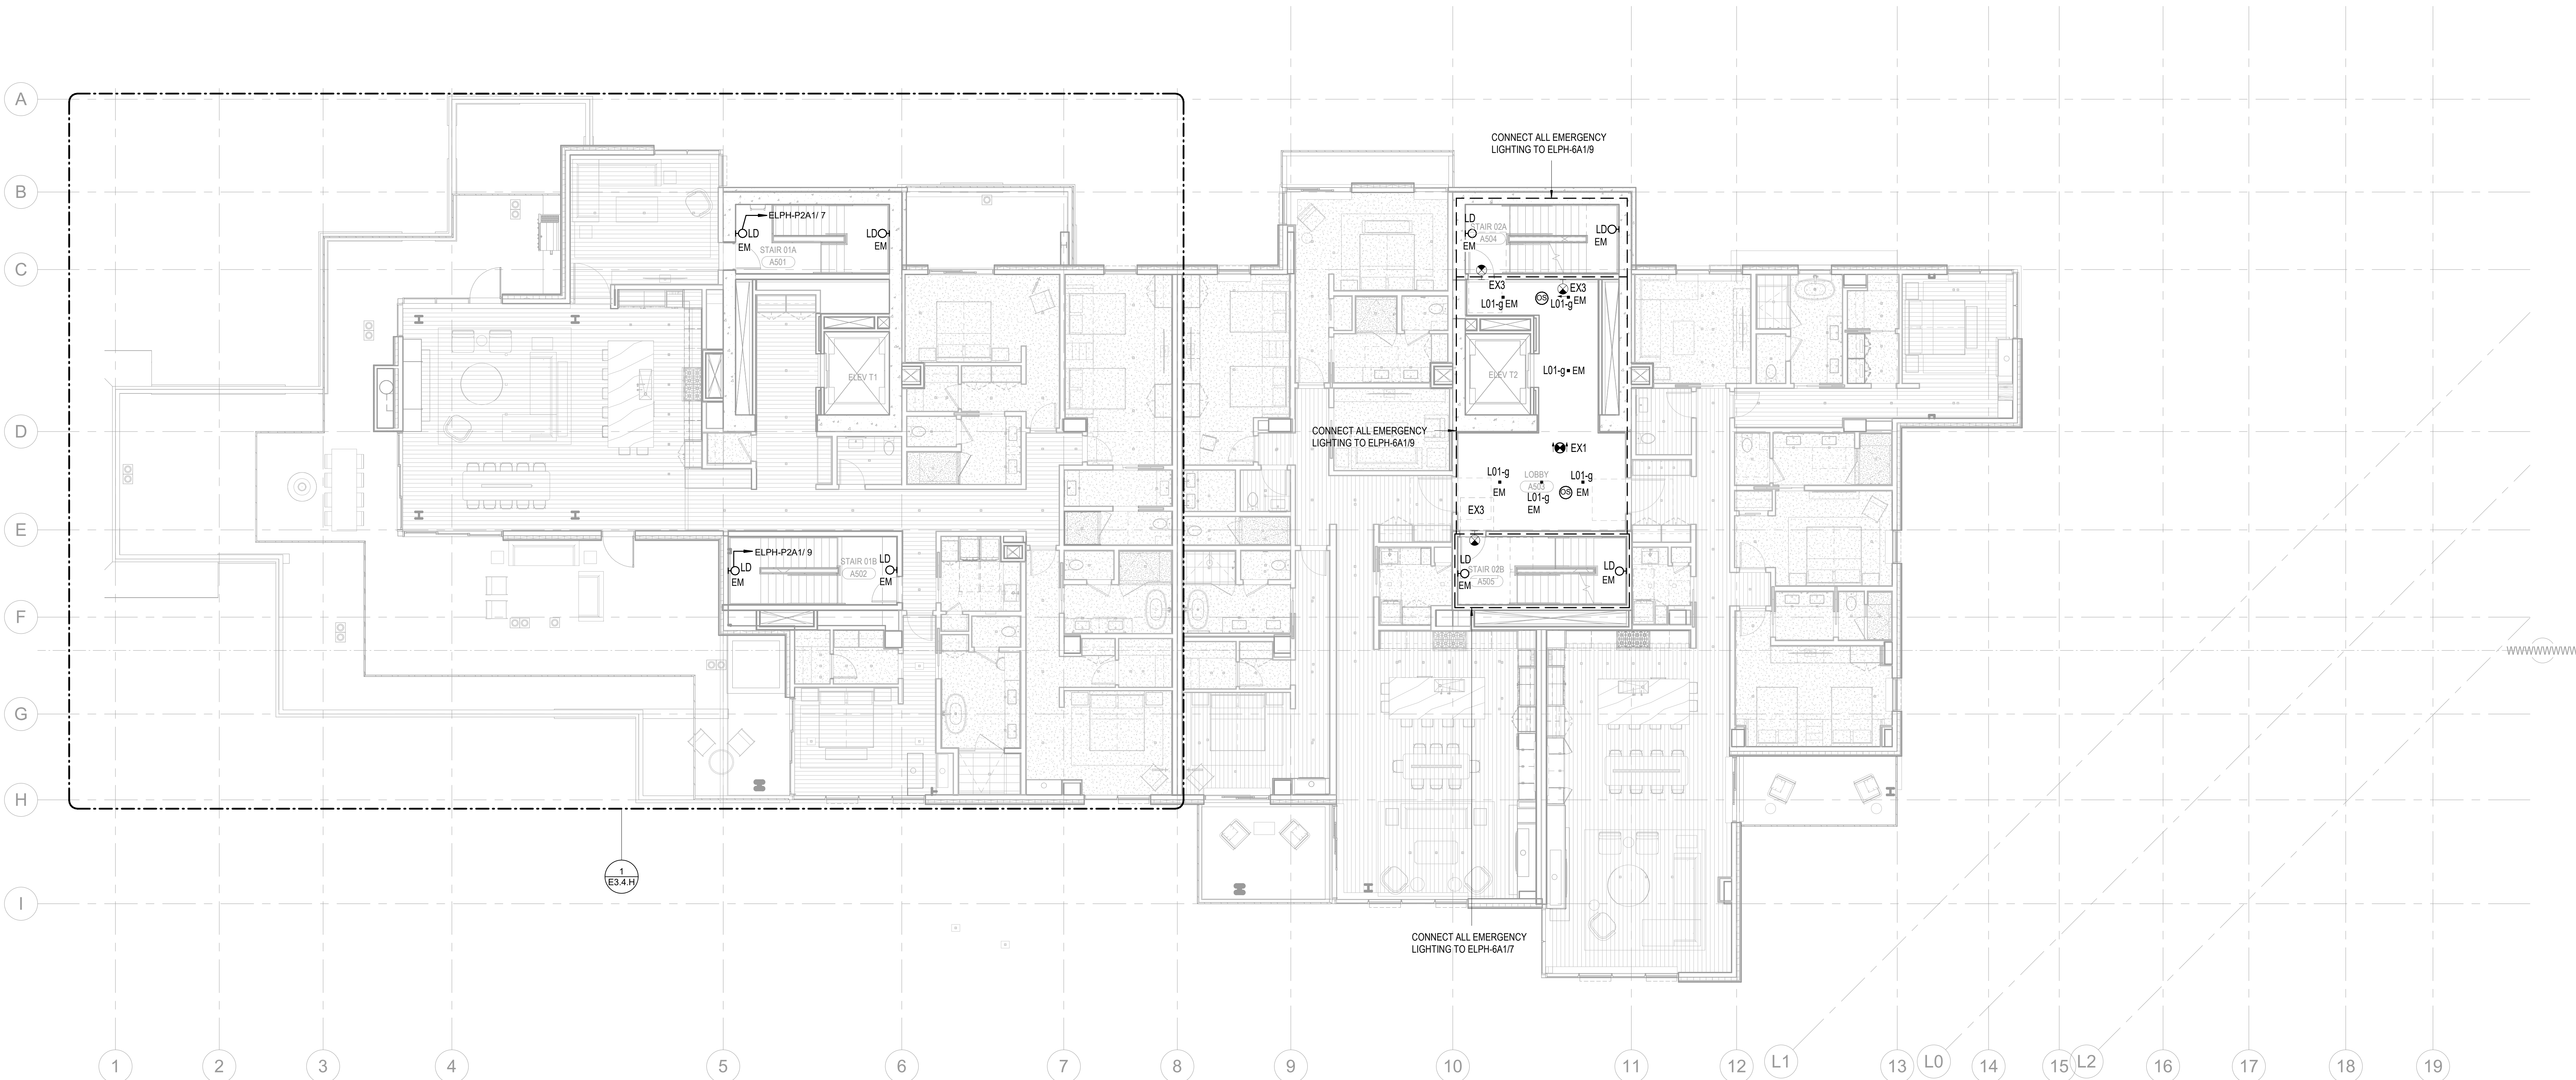 A
B
C
D
E
F
G
H
I
CONNECT ALL EMERGENCY
LIGHTING TO ELPH-6A1/9
ELPH-P2A1/ 7
LD
EM
LD
EM
STAIR 01A
A501
LD
EM
STAIR 02A
A504
LD
EM
EX3
L01-g EM
OS
EX3
L01-g EM
ELEV T1
ELEV T2
L01-g EM
CONNECT ALL EMERGENCY
LIGHTING TO ELPH-6A1/9
EX1
L01-g
EM
LOBBY
A503
L01-g
EM
OS
L01-g
EM
EX3
ELPH-P2A1/ 9
LD
EM
STAIR 01B
A502
LD
EM
LD
EM
STAIR 02B
A505
LD
EM
1
E3.4.H
CONNECT ALL EMERGENCY
LIGHTING TO ELPH-6A1/7
1 2 3 4 5 6 7 8 9 10 11 12 L1 13 L0 14 15 L2 16 17 18 19